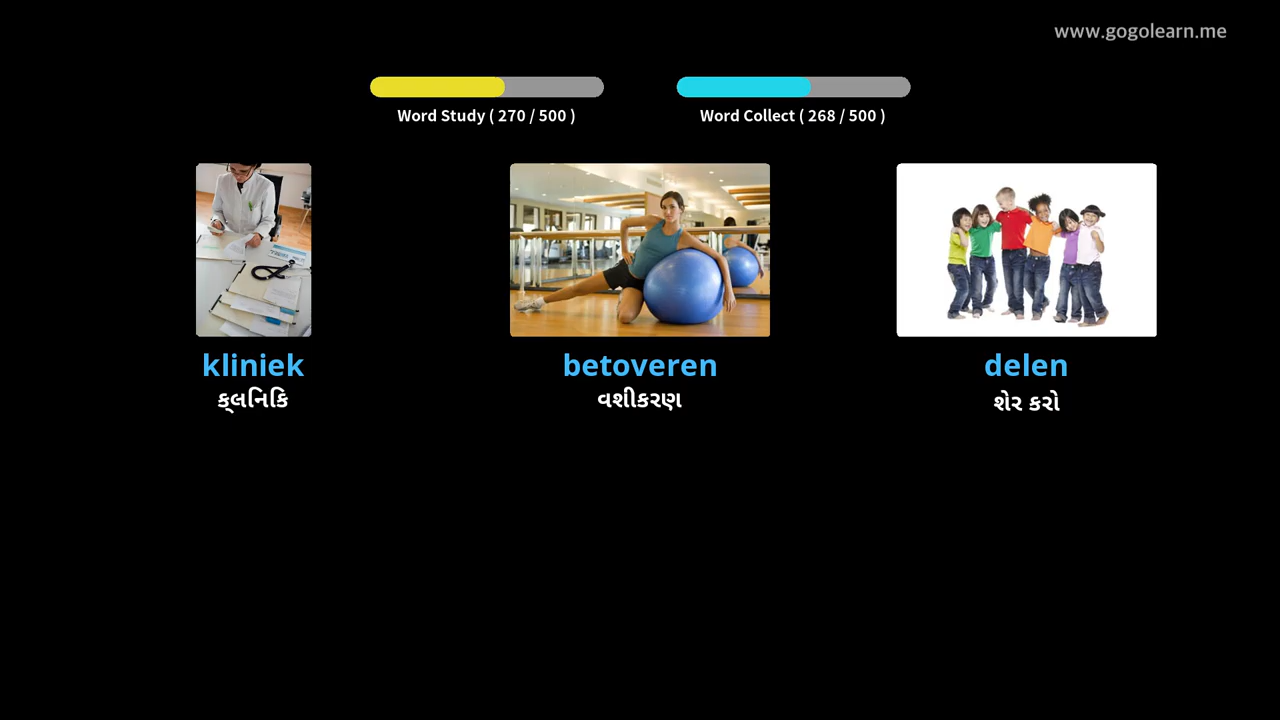 www.gogolearn.me
Word Study ( 270 / 500 )
Word Collect ( 268 / 500 )
kliniek
ક્લનિકિ
betoveren
વશીકરણ
delen
શેર કરો